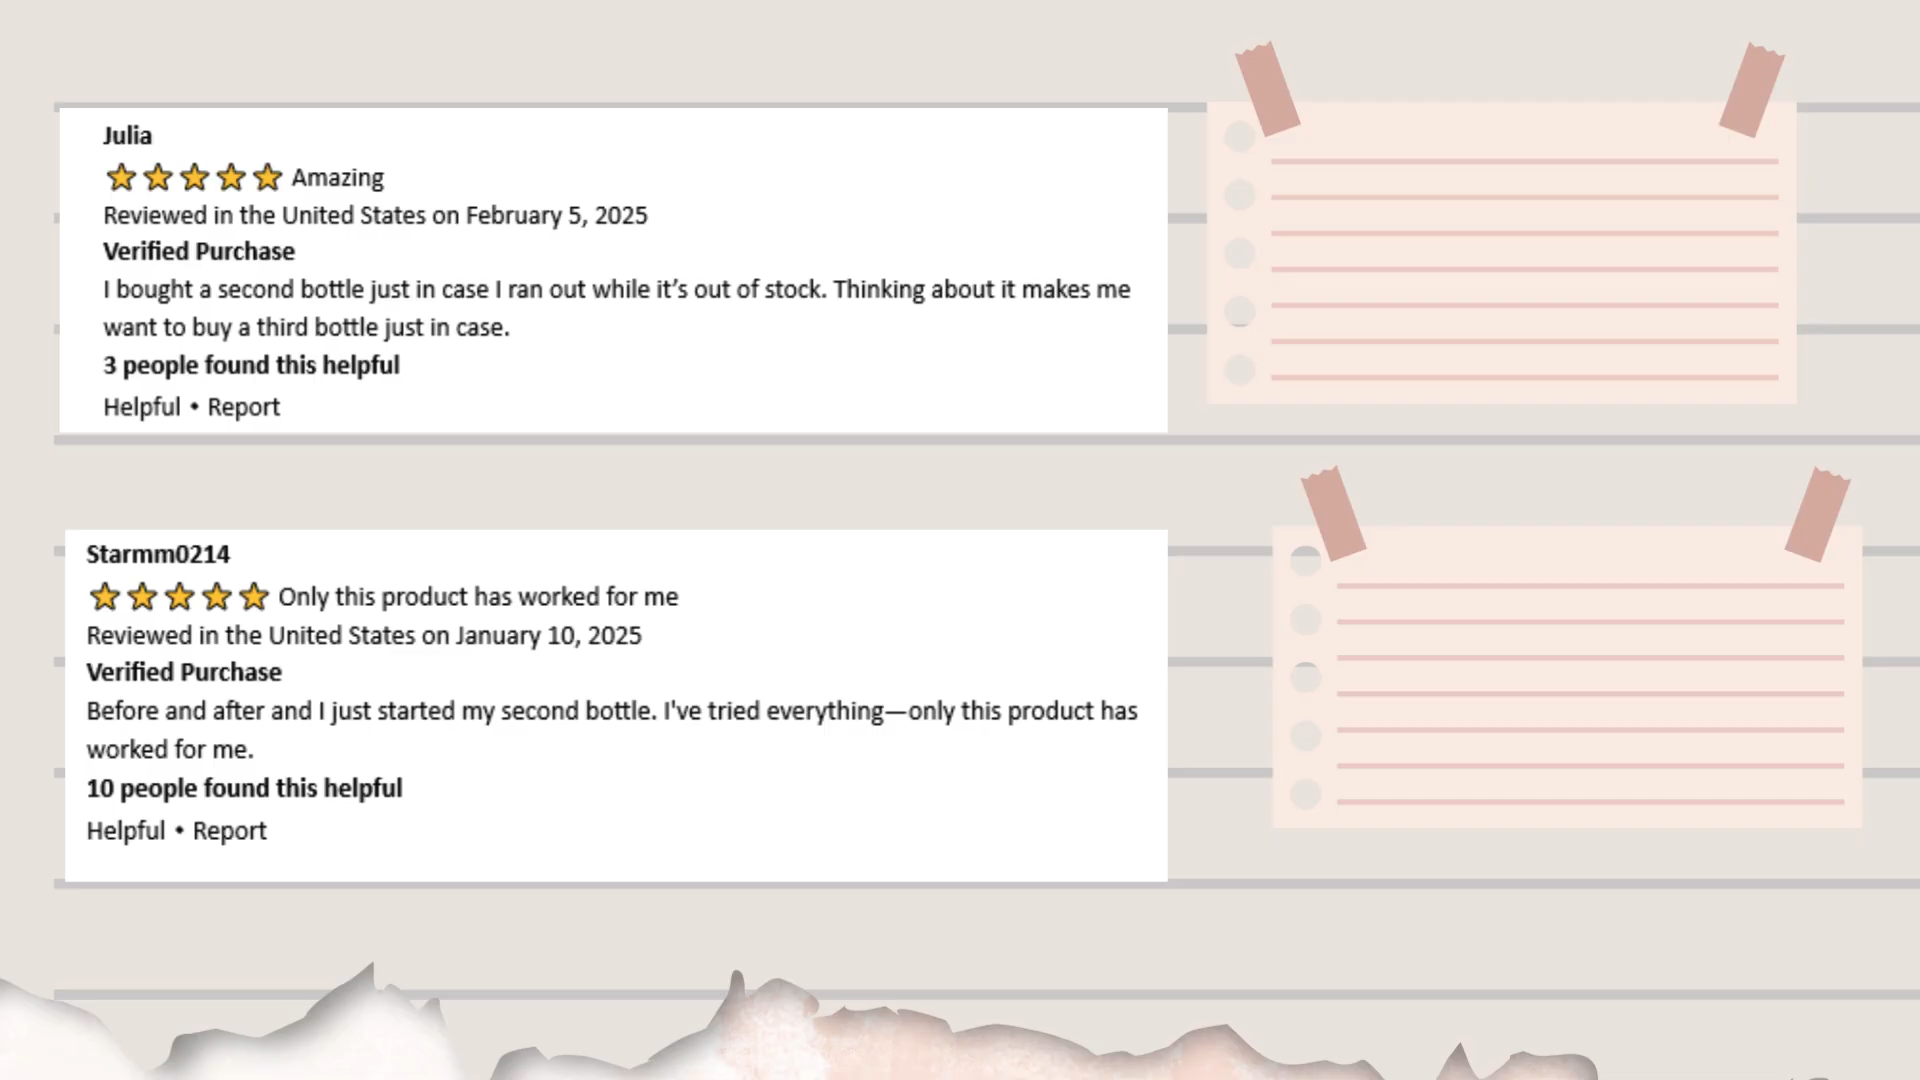 Julia
⭐⭐⭐⭐⭐ Amazing
Reviewed in the United States on February 5, 2025
Verified Purchase
I bought a second bottle just in case I ran out while it’s out of stock. Thinking about it makes me
want to buy a third bottle just in case.
3 people found this helpful
Helpful • Report
Starmm0214
⭐⭐⭐⭐⭐ Only this product has worked for me
Reviewed in the United States on January 10, 2025
Verified Purchase
Before and after and I just started my second bottle. I've tried everything—only this product has
worked for me.
10 people found this helpful
Helpful • Report